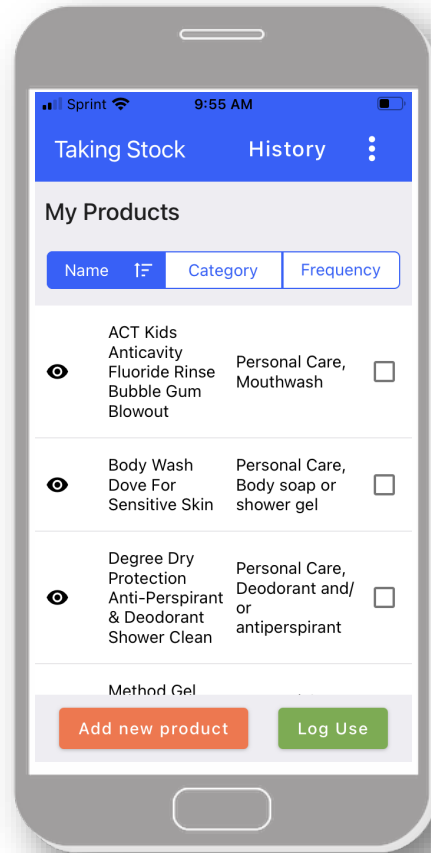 Sprint 9:55 AM
Taking Stock History
My Products
Name Category Frequency
ACT Kids
Anticavity
Fluoride Rinse
Bubble Gum
Blowout
Personal Care,
Mouthwash
Body Wash
Dove For
Sensitive Skin
Personal Care,
Body soap or
shower gel
Degree Dry
Protection
Anti-Perspirant
& Deodorant
Shower Clean
Personal Care,
Deodorant and/
or
antiperspirant
Method Gel
Add new product Log Use